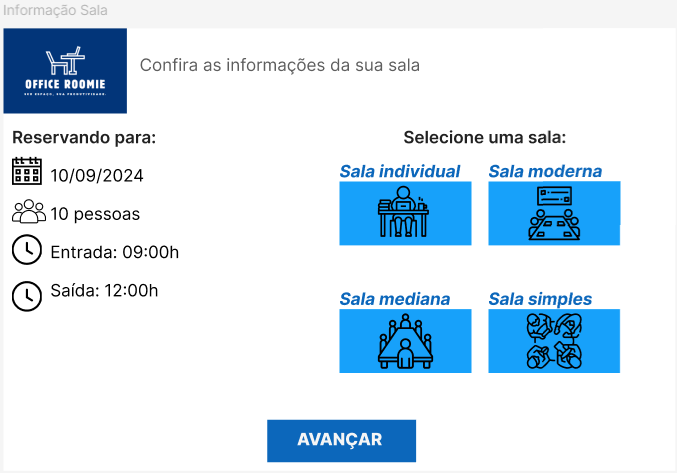 Informação Sala
OFFICE ROOMIE
SEU ESPAÇO, SUA PRODUTIVIDADE.
Confira as informações da sua sala
Reservando para:
10/09/2024
10 pessoas
Entrada: 09:00h
Saída: 12:00h
Selecione uma sala:
Sala individual
Sala moderna
Sala mediana
Sala simples
AVANÇAR